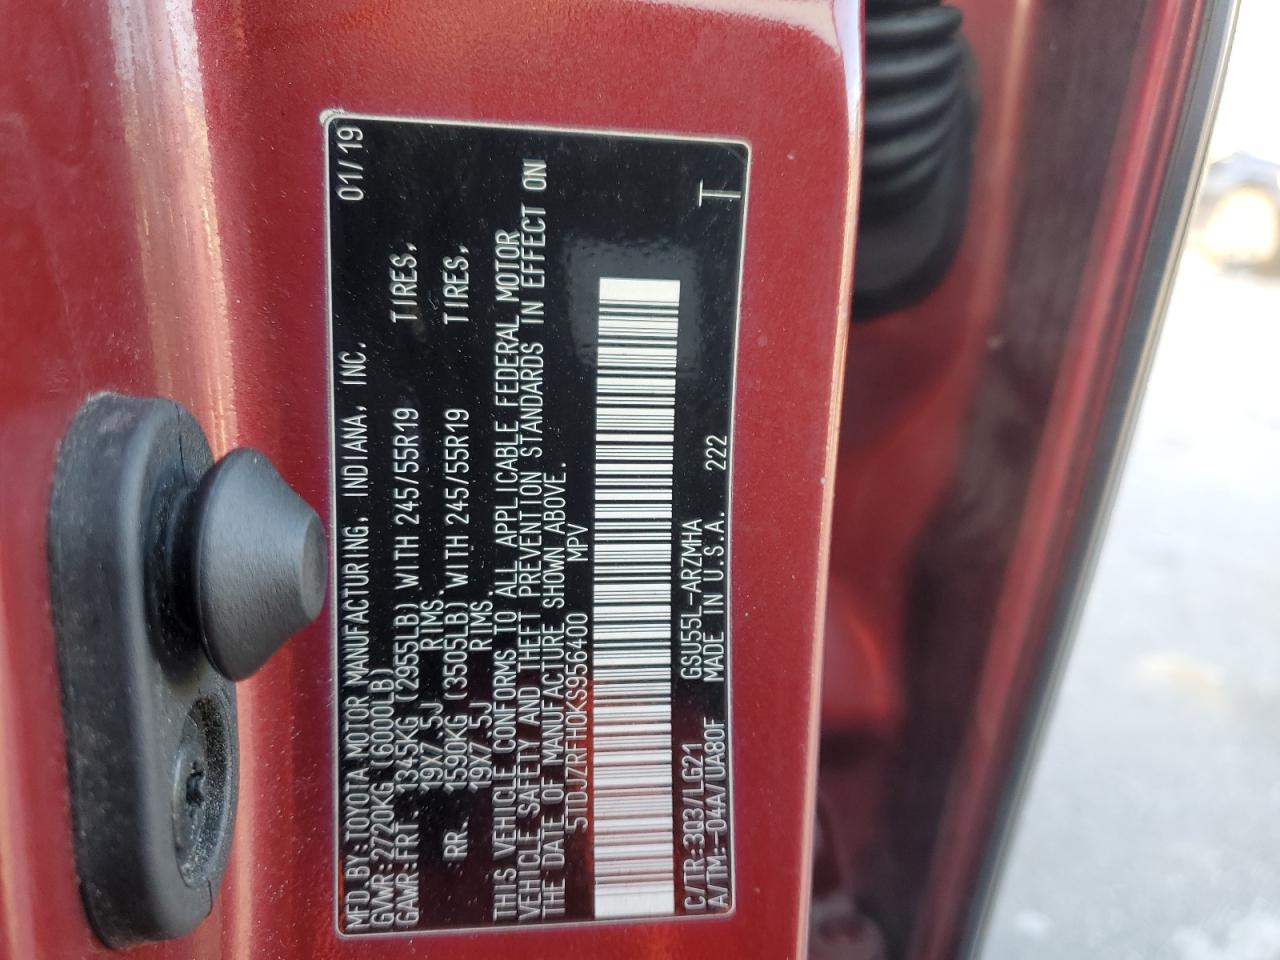 MFD.BY:TOYOTA MOTOR MANUFACTURING, INDIANA, INC. 01/19
GVWR:2720KG (6000LB)
GAWR:FRT. 1345KG (2955LB) WITH 245/55R19 TIRES,
19X7.5J RIMS.
RR. 1590KG (3505LB) WITH 245/55R19 TIRES,
19X7.5J RIMS
THIS VEHICLE CONFORMS TO ALL APPLICABLE FEDERAL MOTOR
VEHICLE SAFETY AND THEFT PREVENTION STANDARDS IN EFFECT ON
THE DATE OF MANUFACTURE SHOWN ABOVE.
5TDJZRFH0KS956400 MPV
C/TR:3Q3/LG21 GSU55L-ARZMHA
A/TM:-04A/UA80F MADE IN U.S.A. 222 T